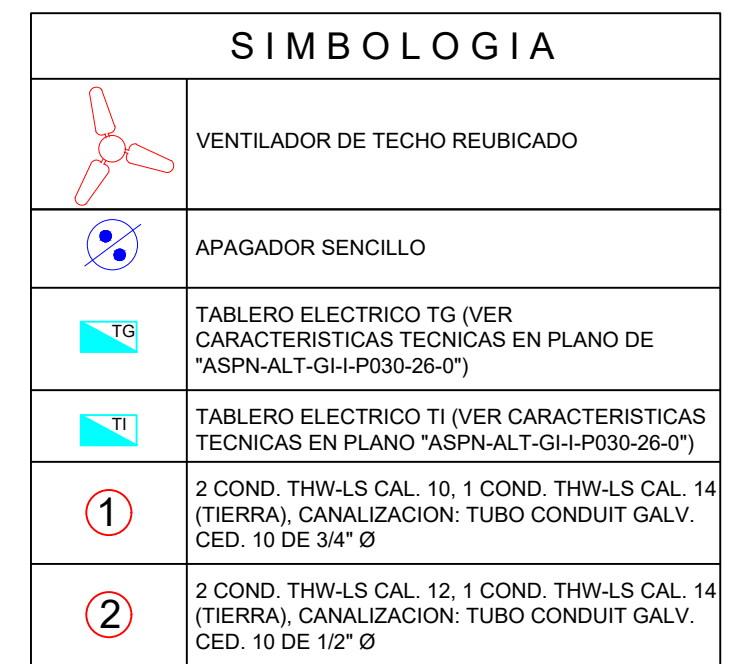 SIMBOLOGIA
VENTILADOR DE TECHO REUBICADO
APAGADOR SENCILLO
TG
TABLERO ELECTRICO TG (VER
CARACTERISTICAS TECNICAS EN PLANO DE
"ASPN-ALT-GI-I-P030-26-0")
TI
TABLERO ELECTRICO TI (VER CARACTERISTICAS
TECNICAS EN PLANO "ASPN-ALT-GI-I-P030-26-0")
1
2 COND. THW-LS CAL. 10, 1 COND. THW-LS CAL. 14
(TIERRA), CANALIZACION: TUBO CONDUIT GALV.
CED. 10 DE 3/4" Ø
2
2 COND. THW-LS CAL. 12, 1 COND. THW-LS CAL. 14
(TIERRA), CANALIZACION: TUBO CONDUIT GALV.
CED. 10 DE 1/2" Ø